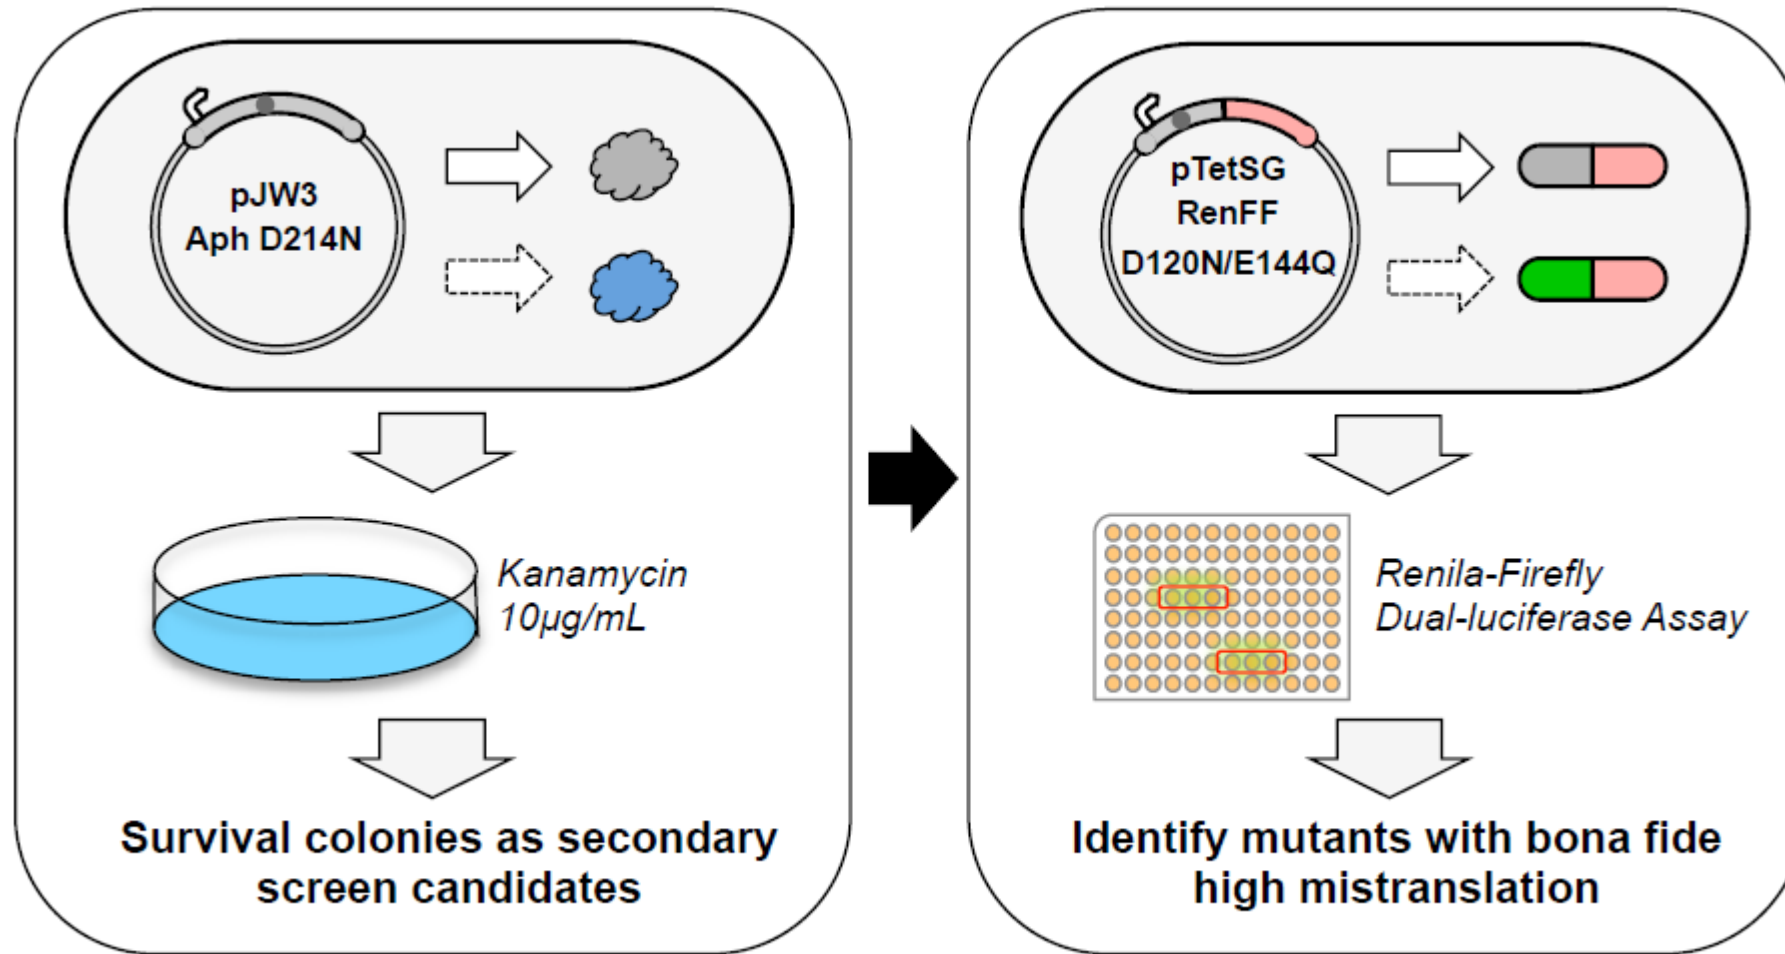 pJW3
Aph D214N
Kanamycin
10µg/mL
Survival colonies as secondary
screen candidates
pTetSG
RenFF
D120N/E144Q
Renila-Firefly
Dual-luciferase Assay
Identify mutants with bona fide
high mistranslation